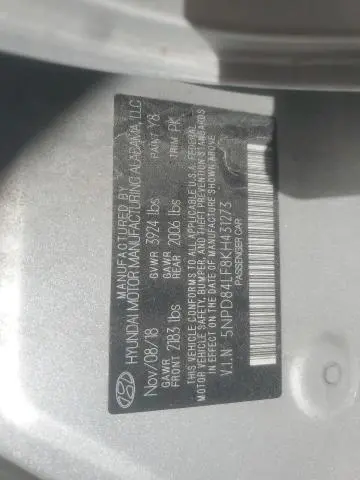 MANUFACTURED BY
HYUNDAI MOTOR MANUFACTURING ALABAMA, LLC
Nov/08/18 GVWR 3924 lbs PAINT Y8
GAWR FRONT 2183 lbs GAWR REAR 2006 lbs TRIM PK
THIS VEHICLE CONFORMS TO ALL APPLICABLE U.S.A. FEDERAL
MOTOR VEHICLE SAFETY, BUMPER, AND THEFT PREVENTION STANDARDS
IN EFFECT ON THE DATE OF MANUFACTURE SHOWN ABOVE.
V.I.N: 5NPD84LF8KH431273
PASSENGER CAR